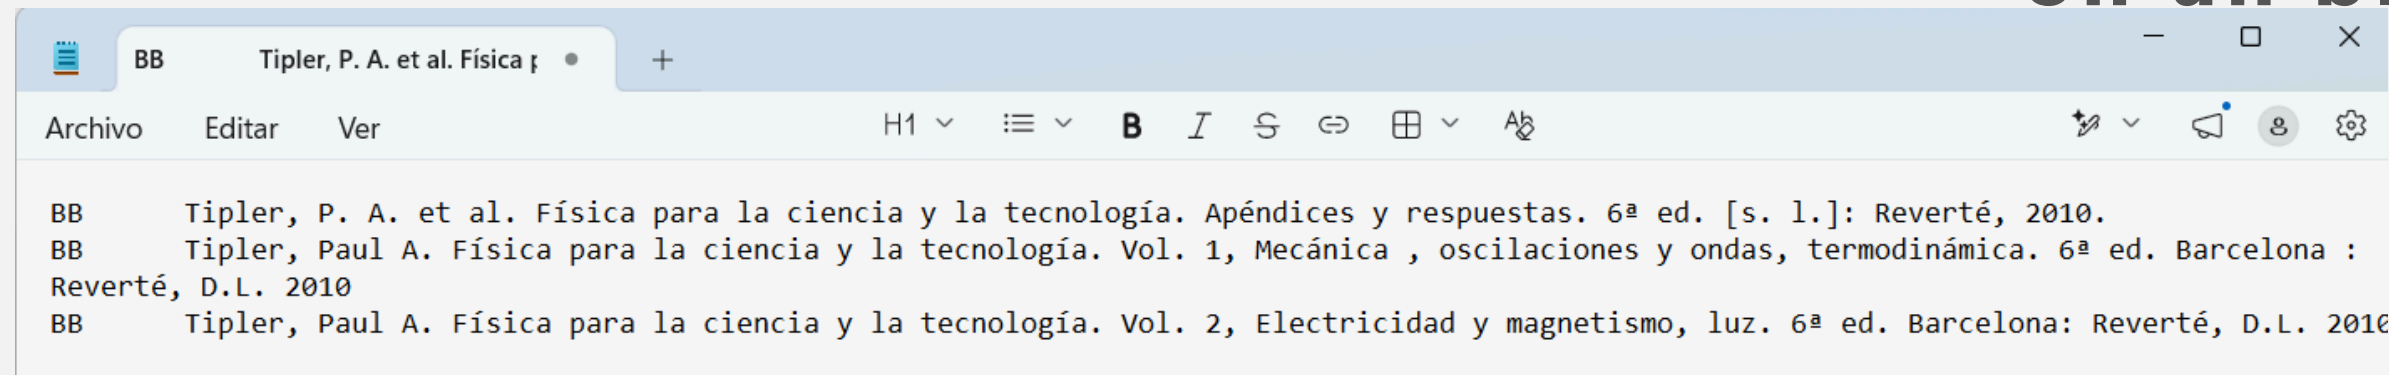 BB Tipler, P. A. et al. Física p
Archivo Editar Ver H1 B I S
BB Tipler, P. A. et al. Física para la ciencia y la tecnología. Apéndices y respuestas. 6ª ed. [s. l.]: Reverté, 2010.
BB Tipler, Paul A. Física para la ciencia y la tecnología. Vol. 1, Mecánica , oscilaciones y ondas, termodinámica. 6ª ed. Barcelona :
Reverté, D.L. 2010
BB Tipler, Paul A. Física para la ciencia y la tecnología. Vol. 2, Electricidad y magnetismo, luz. 6ª ed. Barcelona: Reverté, D.L. 2010